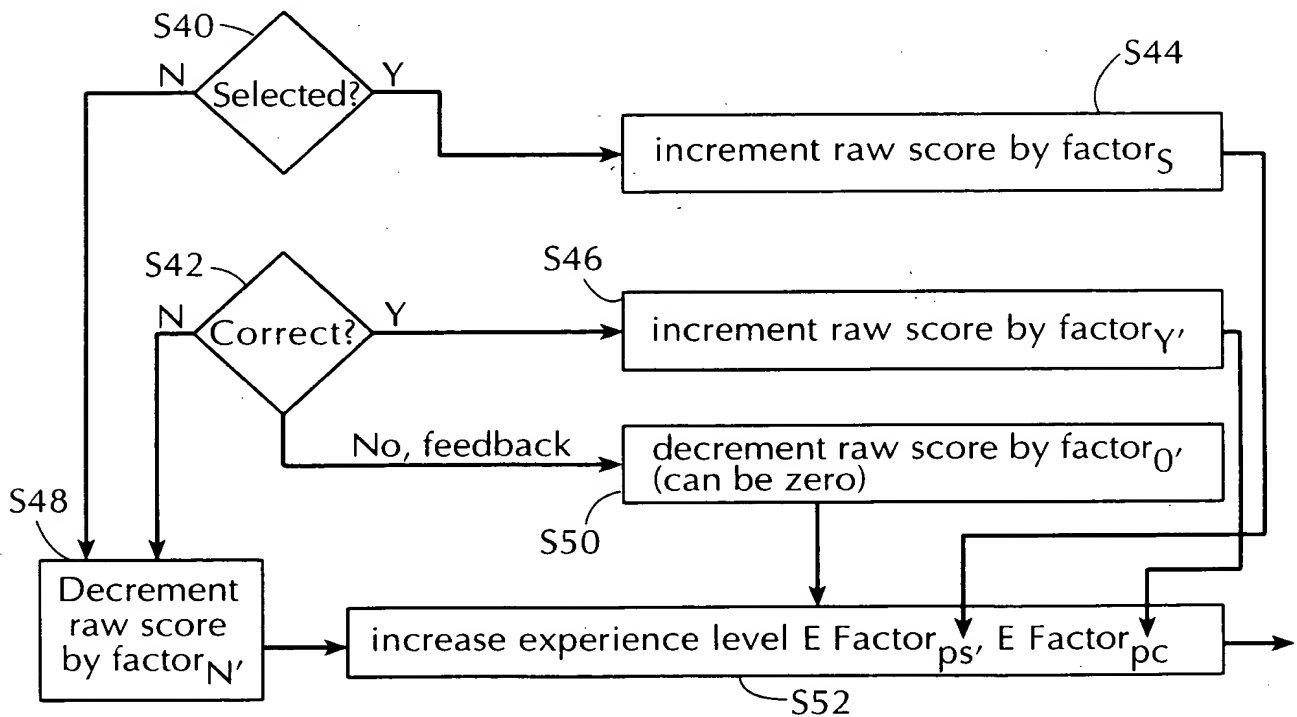 S40
N
Y
Selected?
S44
increment raw score by factorS
S42
N
Y
Correct?
S46
increment raw score by factorY'
No, feedback
decrement raw score by factor0'
(can be zero)
S50
S48
Decrement
raw score
by factorN'
increase experience level E Factorps, E Factorpc
S52